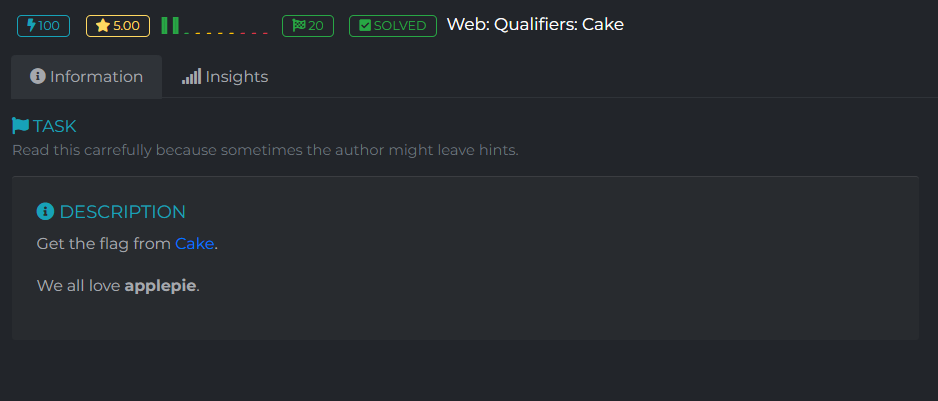 100 5.00 20 SOLVED Web: Qualifiers: Cake
Information Insights
TASK
Read this carrefully because sometimes the author might leave hints.
DESCRIPTION
Get the flag from Cake.
We all love applepie.